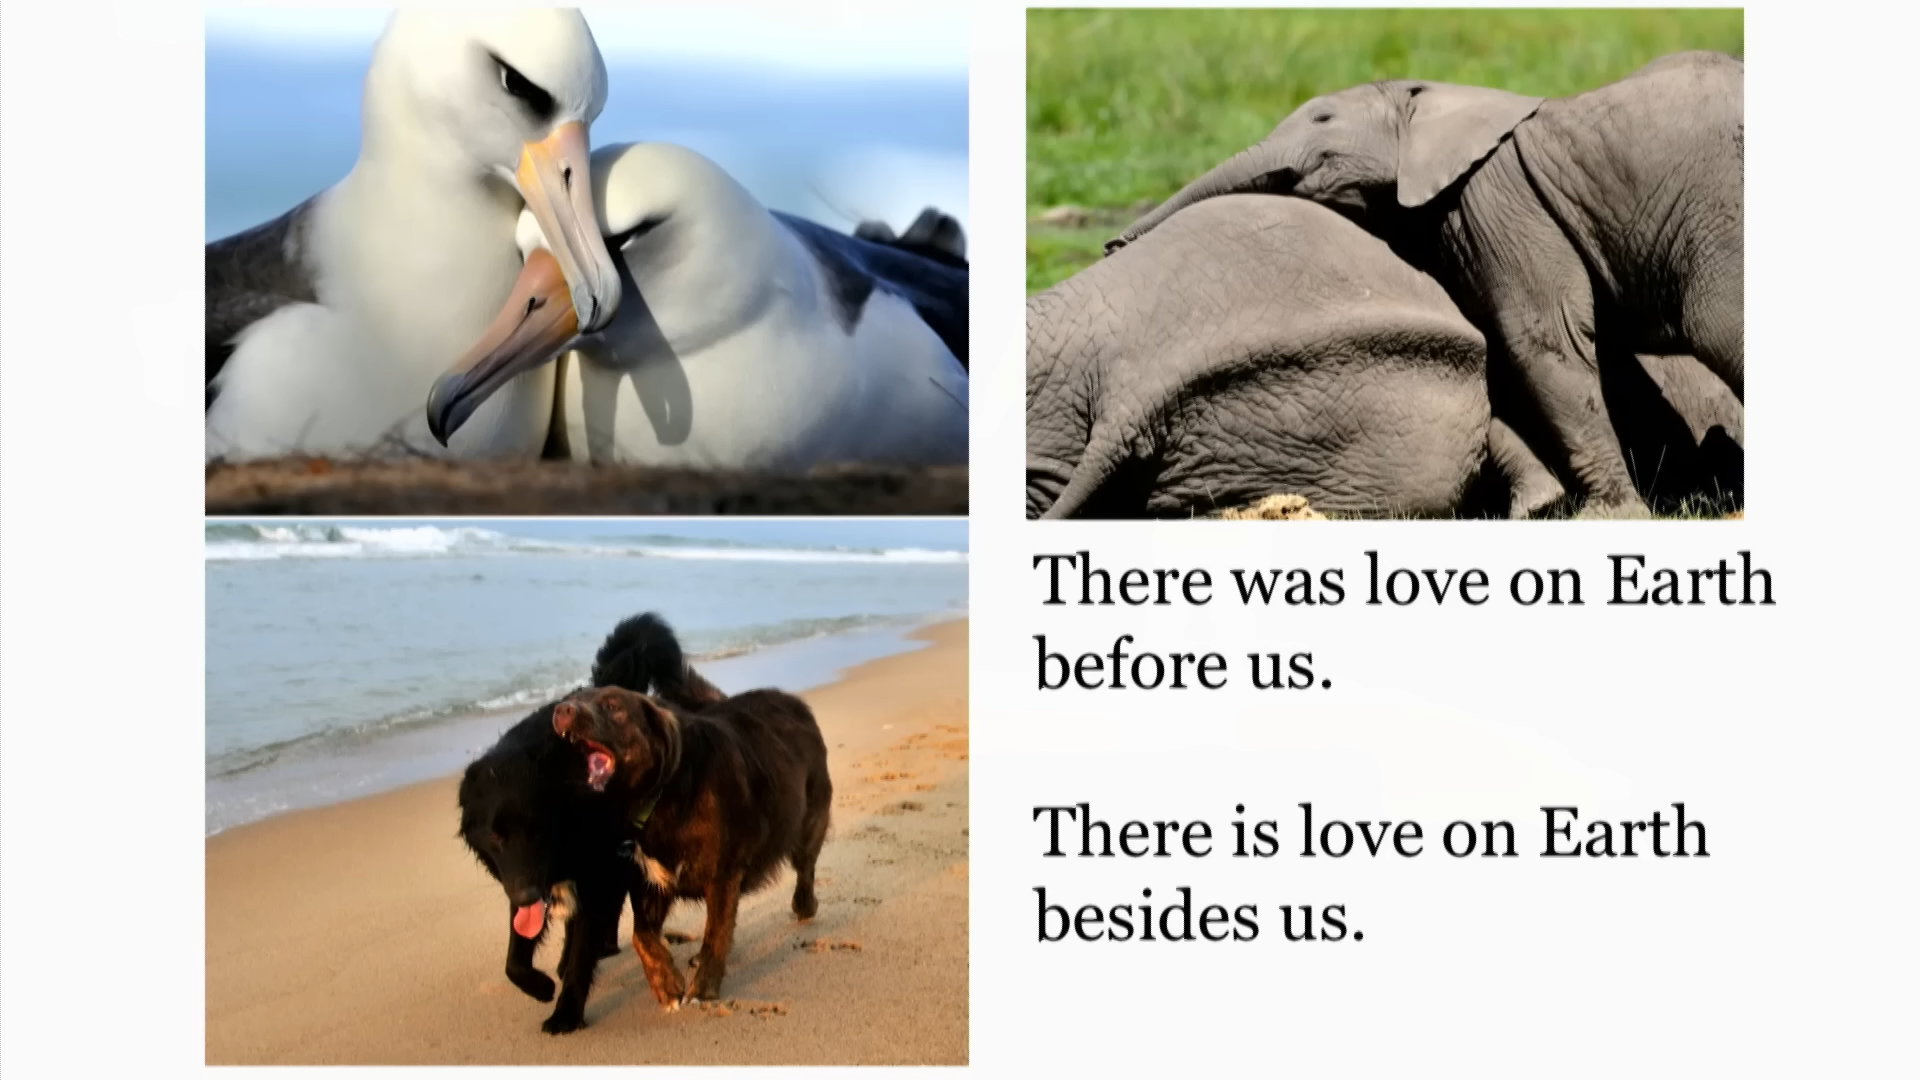 There was love on Earth
before us.
There is love on Earth
besides us.